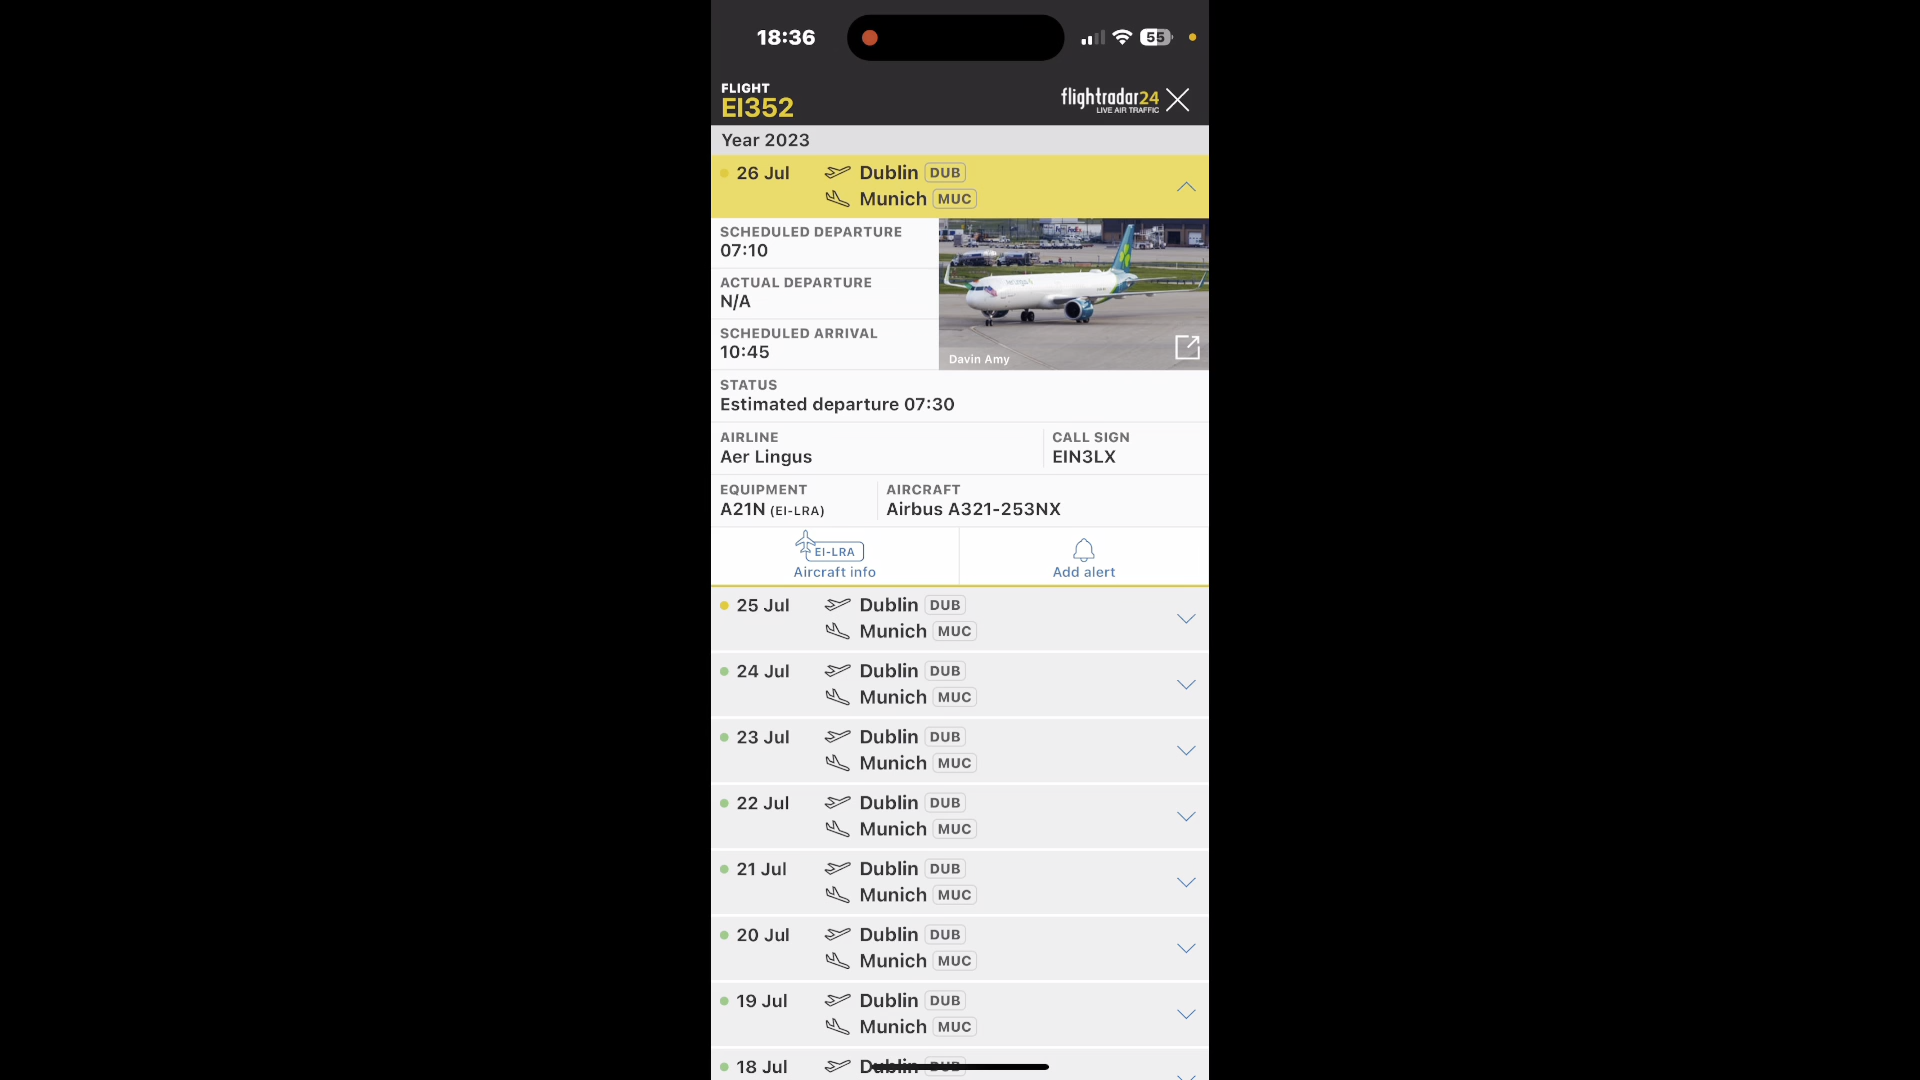 18:36
55
FLIGHT
EI352
flightradar24
LIVE AIR TRAFFIC
Year 2023
26 Jul
Dublin DUB
Munich MUC
SCHEDULED DEPARTURE
07:10
ACTUAL DEPARTURE
N/A
SCHEDULED ARRIVAL
10:45
Davin Amy
STATUS
Estimated departure 07:30
AIRLINE
Aer Lingus
CALL SIGN
EIN3LX
EQUIPMENT
A21N (EI-LRA)
AIRCRAFT
Airbus A321-253NX
EI-LRA
Aircraft info
Add alert
25 Jul
Dublin DUB
Munich MUC
24 Jul
Dublin DUB
Munich MUC
23 Jul
Dublin DUB
Munich MUC
22 Jul
Dublin DUB
Munich MUC
21 Jul
Dublin DUB
Munich MUC
20 Jul
Dublin DUB
Munich MUC
19 Jul
Dublin DUB
Munich MUC
18 Jul
Dublin DUB